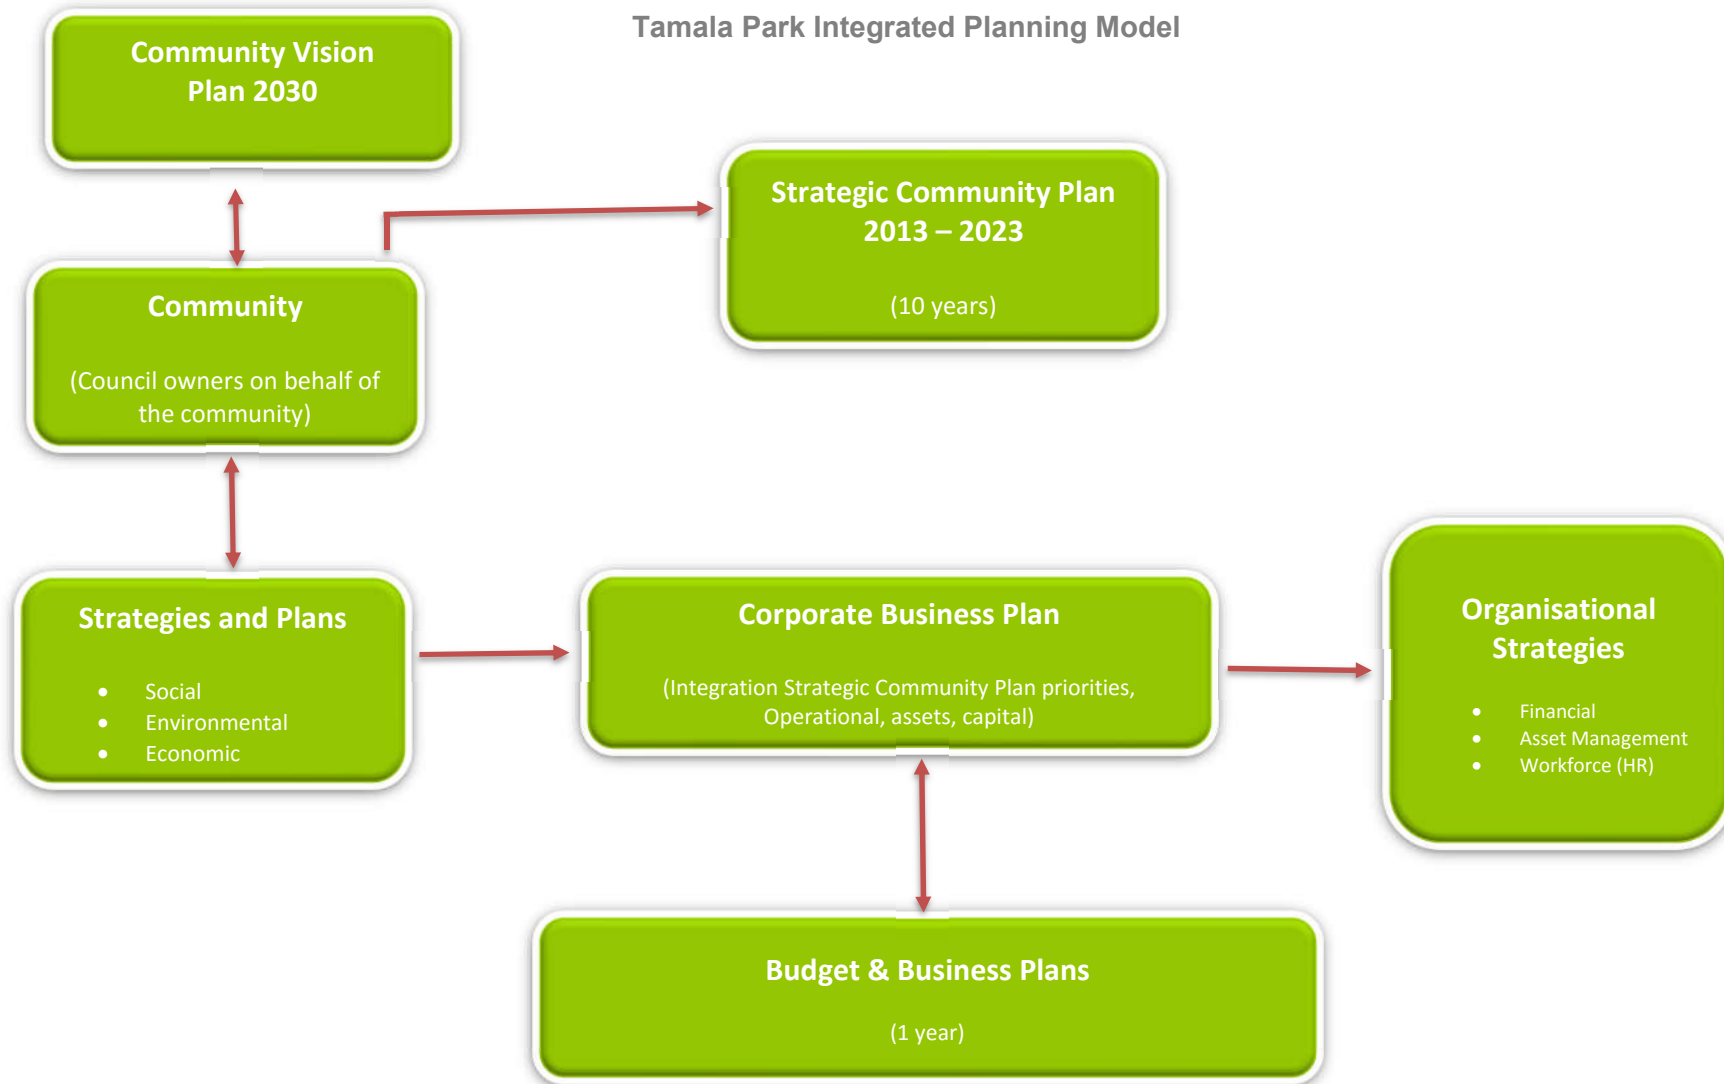 Tamala Park Integrated Planning Model
Community Vision
Plan 2030
Strategic Community Plan
2013 – 2023
(10 years)
Community
(Council owners on behalf of
the community)
Strategies and Plans
• Social
• Environmental
• Economic
Corporate Business Plan
(Integration Strategic Community Plan priorities,
Operational, assets, capital)
Organisational
Strategies
• Financial
• Asset Management
• Workforce (HR)
Budget & Business Plans
(1 year)